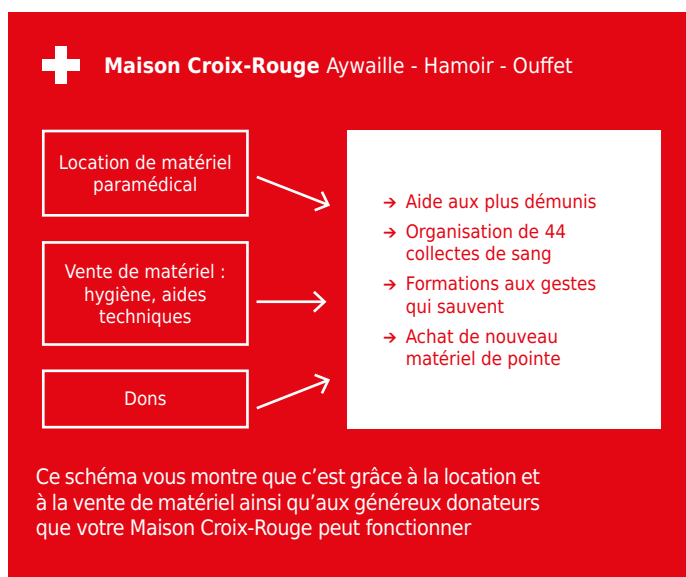 Maison Croix-Rouge Aywaille - Hamoir - Ouffet
Location de matériel
paramédical
Vente de matériel :
hygiène, aides
techniques
Dons
→ Aide aux plus démunis
→ Organisation de 44
collectes de sang
→ Formations aux gestes
qui sauvent
→ Achat de nouveau
matériel de pointe
Ce schéma vous montre que c’est grâce à la location et
à la vente de matériel ainsi qu’aux généreux donateurs
que votre Maison Croix-Rouge peut fonctionner